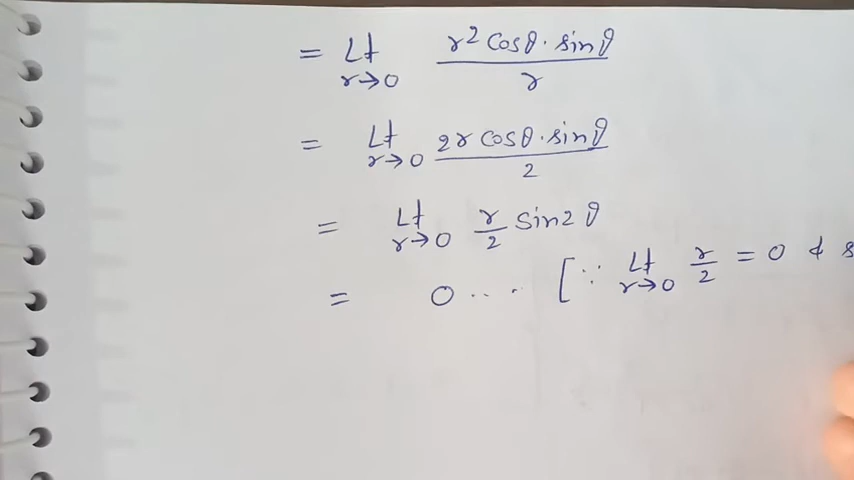 = Lt r→0 r² cosθ · sinθ / r
= Lt r→0 2r cosθ · sinθ / 2
= Lt r→0 r/2 sin2θ
= 0 ... [∵ Lt r→0 r/2 = 0 &